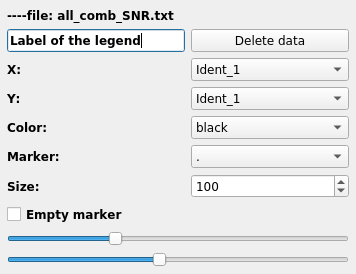 ----file: all_comb_SNR.txt
Label of the legend
Delete data
X:
Ident_1
Y:
Ident_1
Color:
black
Marker:
.
Size:
100
Empty marker